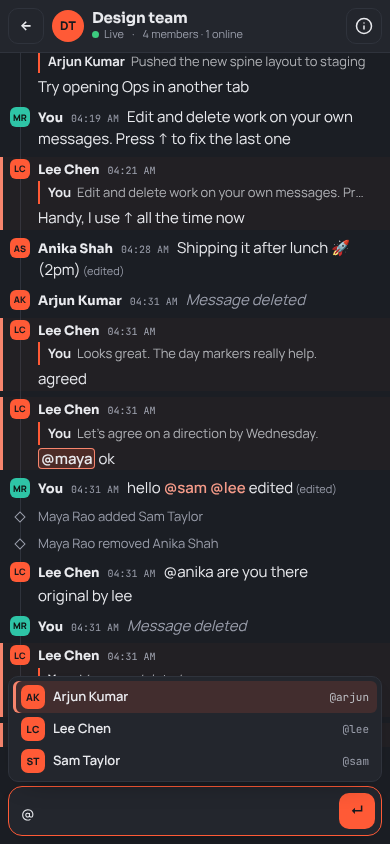 DT
Design team
Live · 4 members · 1 online
Arjun Kumar Pushed the new spine layout to staging
Try opening Ops in another tab
MR You 04:19 AM Edit and delete work on your own
messages. Press ↑ to fix the last one
LC Lee Chen 04:21 AM
You Edit and delete work on your own messages. Pr…
Handy, I use ↑ all the time now
AS Anika Shah 04:28 AM Shipping it after lunch 🚀
(2pm) (edited)
AK Arjun Kumar 04:31 AM Message deleted
LC Lee Chen 04:31 AM
You Looks great. The day markers really help.
agreed
LC Lee Chen 04:31 AM
You Let's agree on a direction by Wednesday.
@maya ok
MR You 04:31 AM hello @sam @lee edited (edited)
Maya Rao added Sam Taylor
Maya Rao removed Anika Shah
LC Lee Chen 04:31 AM @anika are you there
original by lee
MR You 04:31 AM Message deleted
LC Lee Chen 04:31 AM
AK Arjun Kumar @arjun
LC Lee Chen @lee
ST Sam Taylor @sam
@